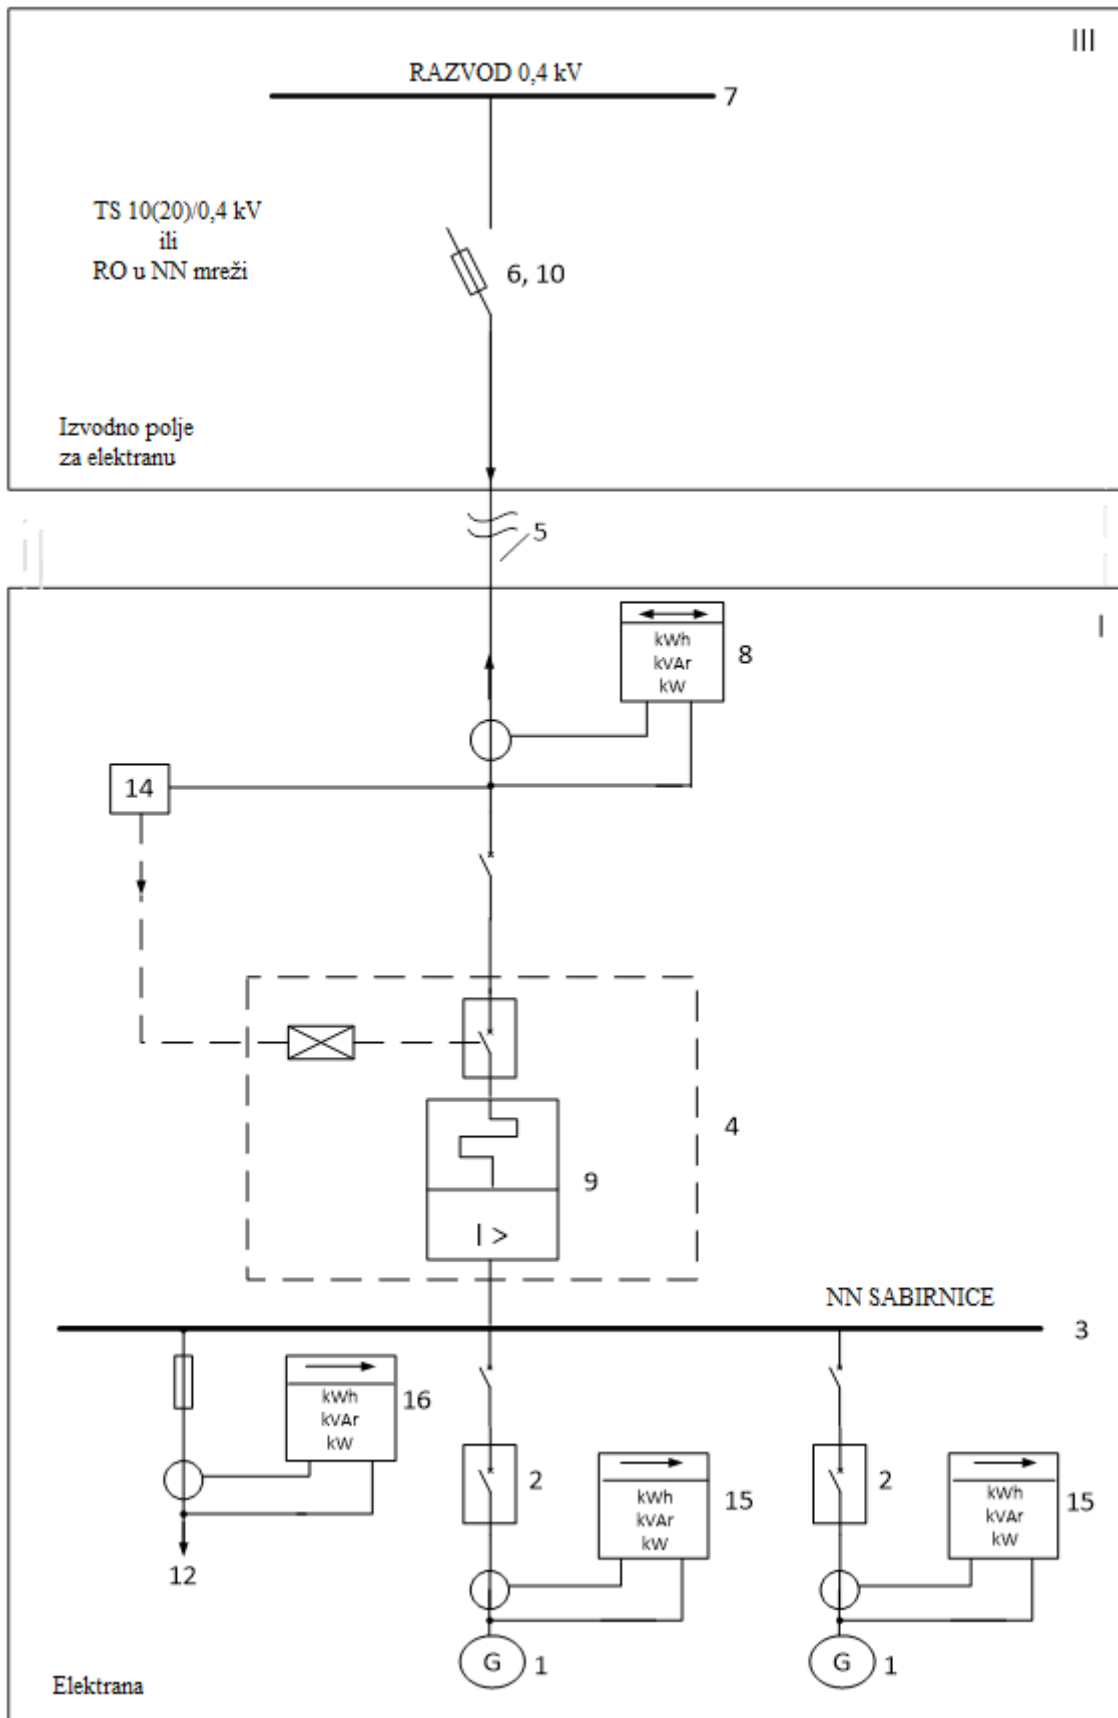 III
RAZVOD 0,4 kV
7
TS 10(20)/0,4 kV
ili
RO u NN mreži
6, 10
Izvodno polje
za elektranu
5
I
kWh
kVAr
kW
8
14
4
9
I >
NN SABIRNICE
3
kWh
kVAr
kW
16
2
kWh
kVAr
kW
15
2
kWh
kVAr
kW
15
12
G
1
G
1
Elektrana